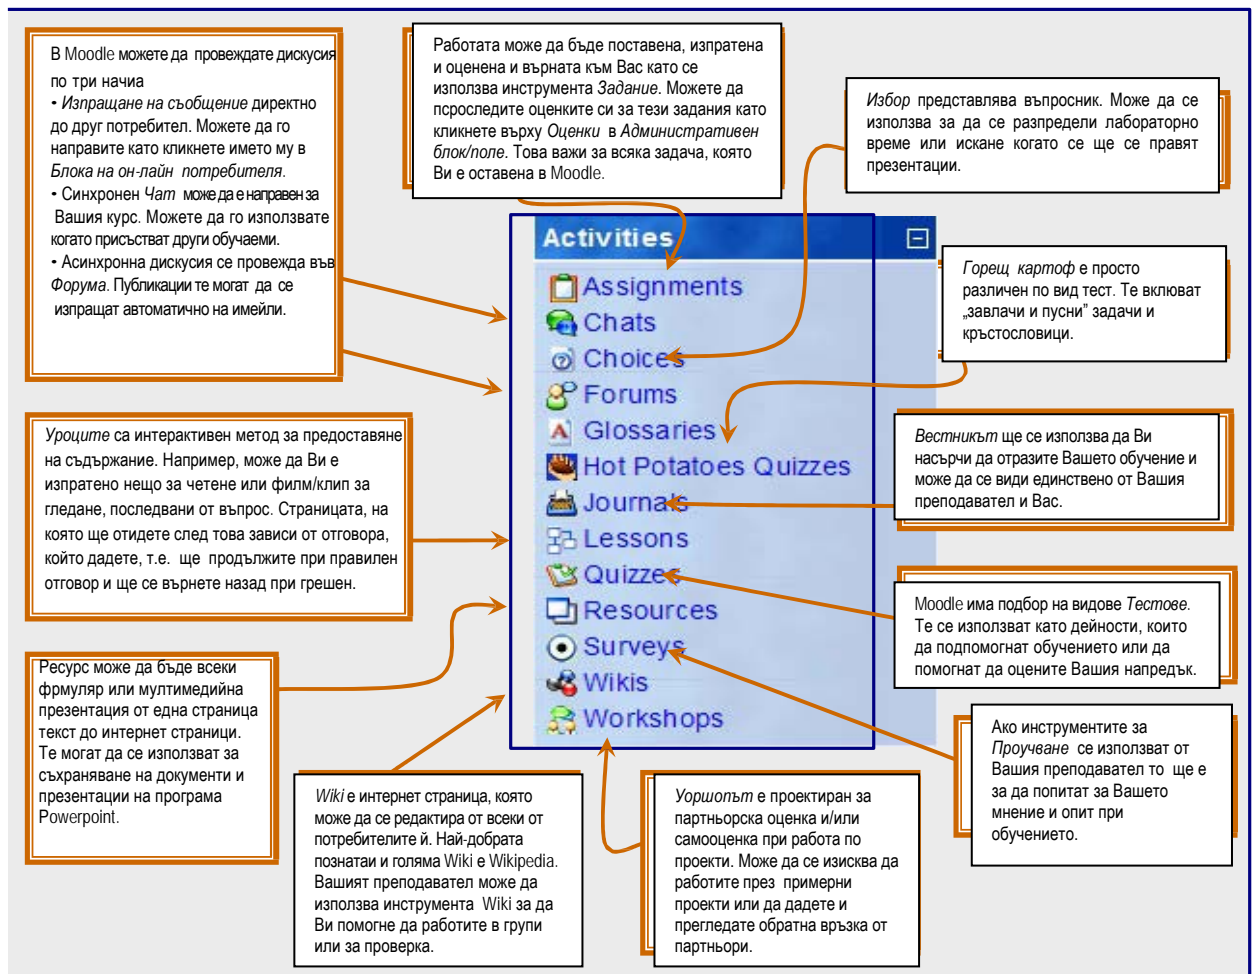 В Moodle можете да провеждате дискусия
по три начиа
• Изпращане на съобщение директно
до друг потребител. Можете да го
направите като кликнете името му в
Блока на он-лайн потребителя.
• Синхронен Чат може да е направен за
Вашия курс. Можете да го използвате
когато присъстват други обучаеми.
• Асинхронна дискусия се провежда във
Форума. Публикации те могат да се
изпращат автоматично на имейли.
Работата може да бъде поставена, изпратена
и оценена и върната към Вас като се
използва инструмента Задание. Можете да
псроследите оценките си за тези задания като
кликнете върху Оценки в Административен
блок/поле. Това важи за всяка задача, която
Ви е оставена в Moodle.
Избор представлява въпросник. Може да се
използва за да се разпредели лабораторно
време или искане когато се ще се правят
презентации.
Activities
Assignments
Chats
Choices
Forums
Glossaries
Hot Potatoes Quizzes
Journals
Lessons
Quizzes
Resources
Surveys
Wikis
Workshops
Горещ картоф е просто
различен по вид тест. Те включват
„завлачи и пусни” задачи и
кръстословици.
Уроците са интерактивен метод за предоставяне
на съдържание. Например, може да Ви е
изпратено нещо за четене или филм/клип за
гледане, последвани от въпрос. Страницата, на
която ще отидете след това зависи от отговора,
който дадете, т.е. ще продължите при правилен
отговор и ще се върнете назад при грешен.
Вестникът ще се използва да Ви
насърчи да отразите Вашето обучение и
може да се види единствено от Вашия
преподавател и Вас.
Moodle има подбор на видове Тестове.
Те се използват като дейности, които
да подпомогнат обучението или да
помогнат да оцените Вашия напредък.
Ресурс може да бъде всеки
фрмуляр или мултимедийна
презентация от една страница
текст до интернет страници.
Те могат да се използват за
съхраняване на документи и
презентации на програма
Powerpoint.
Ако инструментите за
Проучване се използват от
Вашия преподавател то ще е
за да попитат за Вашето
мнение и опит при
обучението.
Wiki е интернет страница, която
може да се редактира от всеки от
потребителите й. Най-добрата
познатаи и голяма Wiki е Wikipedia.
Вашият преподавател може да
използва инструмента Wiki за да
Ви помогне да работите в групи
или за проверка.
Уоршопът е проектиран за
партньорска оценка и/или
самооценка при работа по
проекти. Може да се изисква да
работите през примерни
проекти или да дадете и
прегледате обратна връзка от
партньори.